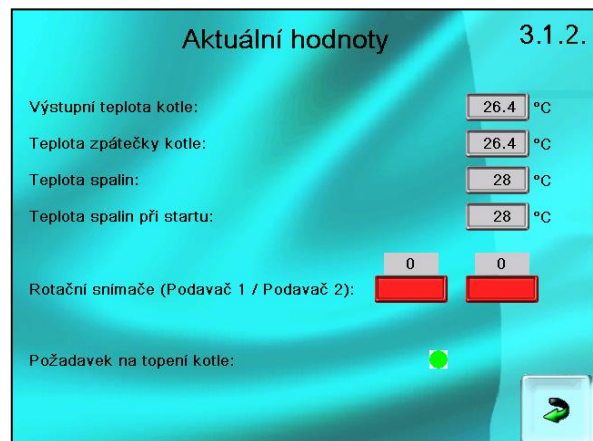 Aktuální hodnoty 3.1.2.
Výstupní teplota kotle: 26.4 °C
Teplota zpátečky kotle: 26.4 °C
Teplota spalin: 28 °C
Teplota spalin při startu: 28 °C
0 0
Rotační snímače (Podavač 1 / Podavač 2):
Požadavek na topení kotle: